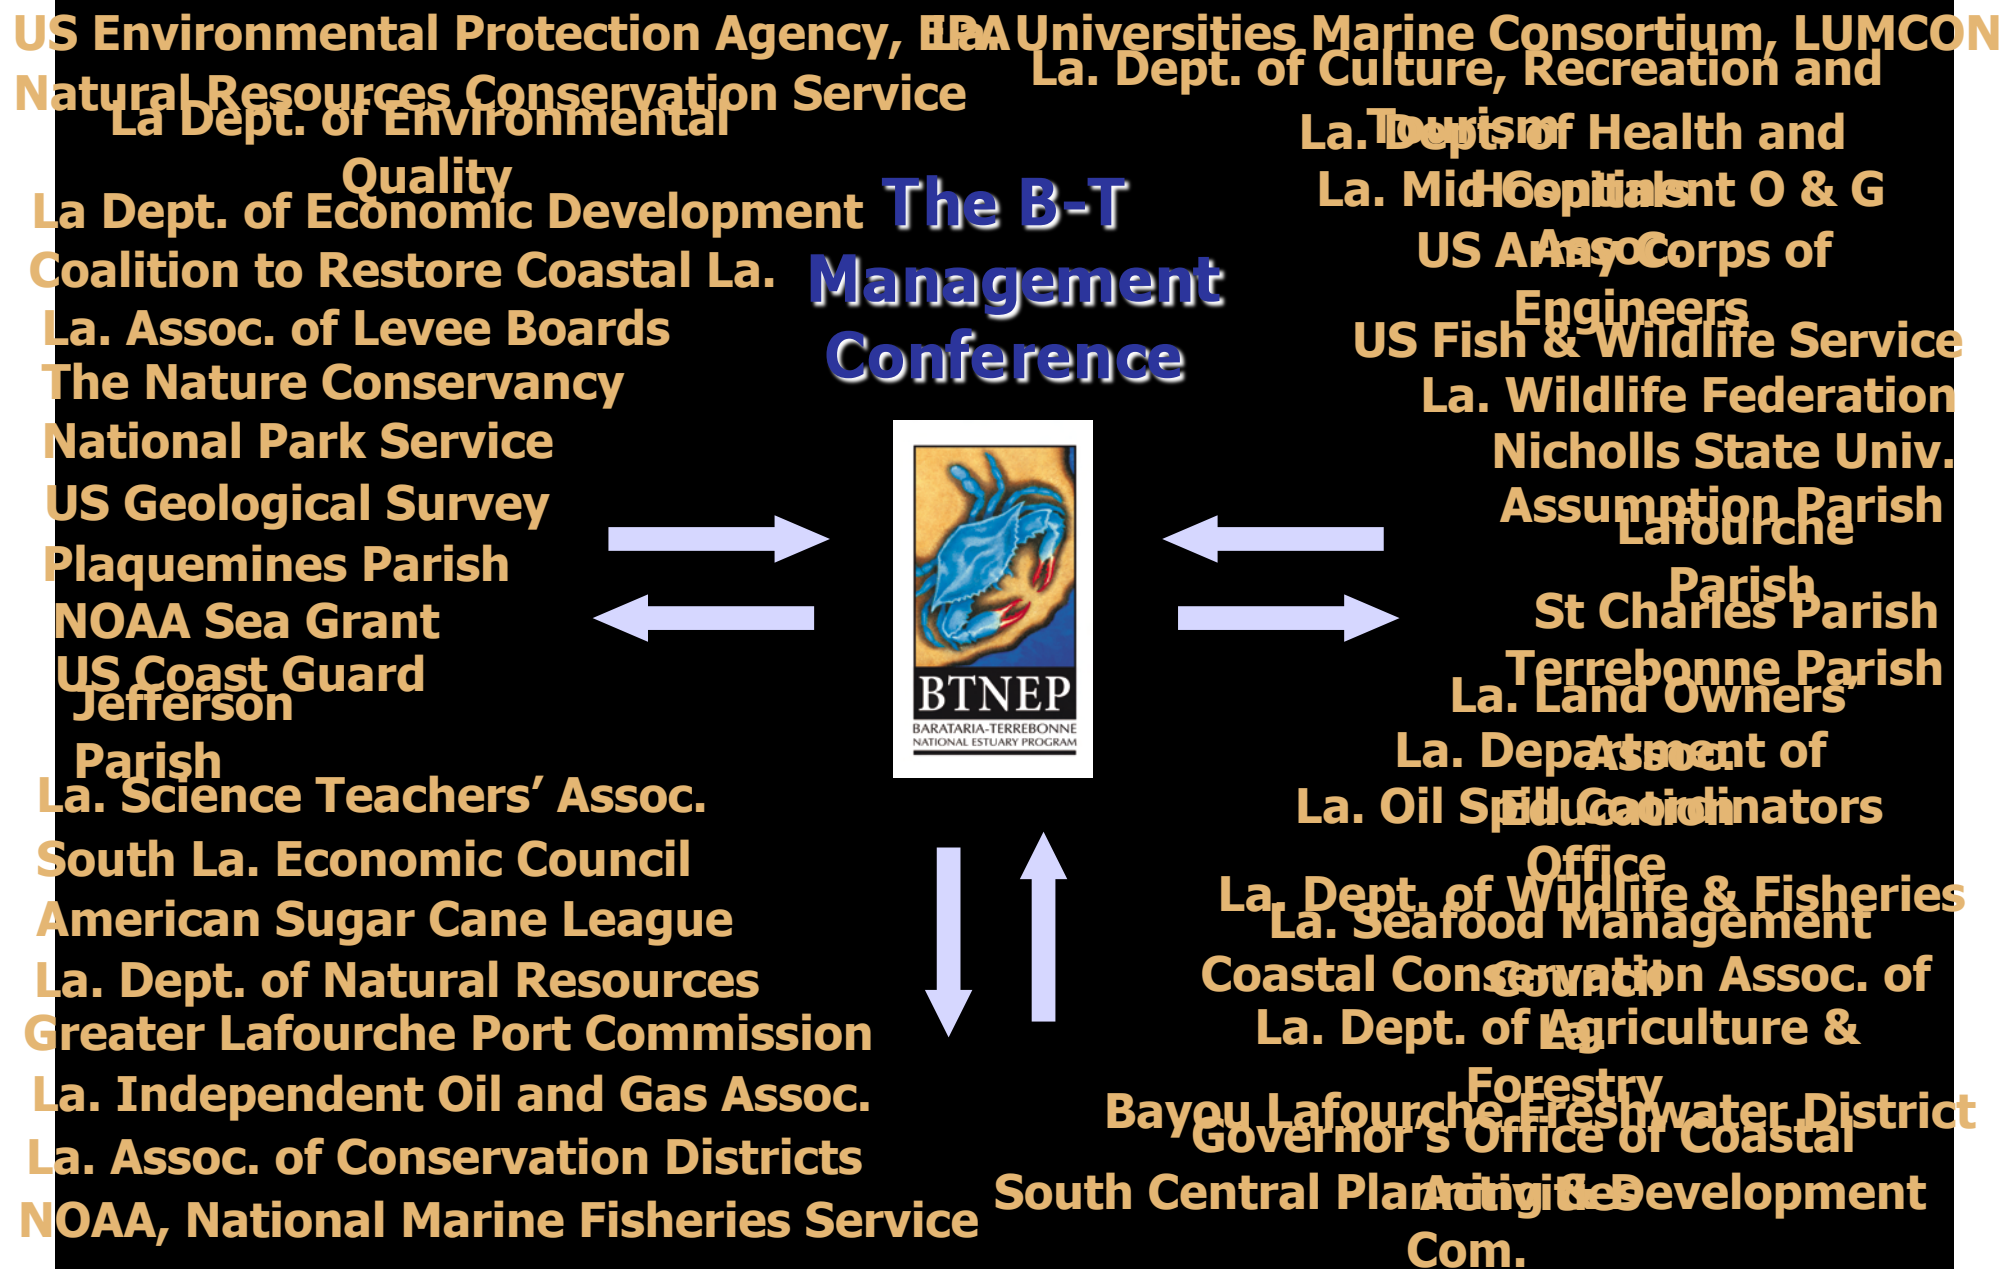 US Environmental Protection Agency, EPA
Natural Resources Conservation Service
La Dept. of Environmental
Quality
La Dept. of Economic Development
Coalition to Restore Coastal La.
La. Assoc. of Levee Boards
The Nature Conservancy
National Park Service
US Geological Survey
Plaquemines Parish
NOAA Sea Grant
US Coast Guard
Jefferson
Parish
La. Science Teachers’ Assoc.
South La. Economic Council
American Sugar Cane League
La. Dept. of Natural Resources
Greater Lafourche Port Commission
La. Independent Oil and Gas Assoc.
La. Assoc. of Conservation Districts
NOAA, National Marine Fisheries Service
The B-T
Management
Conference
BTNEP
BARATARIA-TERREBONNE
NATIONAL ESTUARY PROGRAM
La. Universities Marine Consortium, LUMCON
La. Dept. of Culture, Recreation and
Tourism
La. Dept. of Health and
Hospitals
La. Mid-Continent O & G
Assoc.
US Army Corps of
Engineers
US Fish & Wildlife Service
La. Wildlife Federation
Nicholls State Univ.
Assumption Parish
Lafourche
Parish
St Charles Parish
Terrebonne Parish
La. Land Owners’
Assoc.
La. Department of
Education
La. Oil Spill Coordinators
Office
La. Dept. of Wildlife & Fisheries
La. Seafood Management
Council
Coastal Conservation Assoc. of
La.
La. Dept. of Agriculture &
Forestry
Bayou Lafourche Freshwater District
Governor’s Office of Coastal
Activities
South Central Planning & Development
Com.